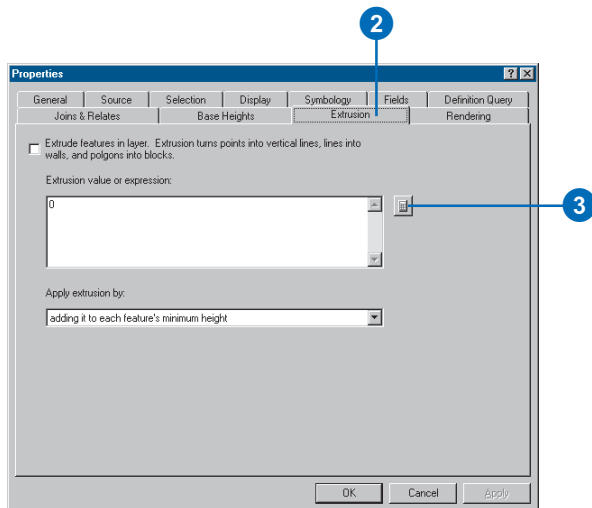 2
Properties
General Source Selection Display Symbology Fields Definition Query
Joins & Relates Base Heights Extrusion Rendering
Extrude features in layer. Extrusion turns points into vertical lines, lines into
walls, and polgons into blocks.
Extrusion value or expression:
0
3
Apply extrusion by:
adding it to each feature's minimum height
OK Cancel Apply